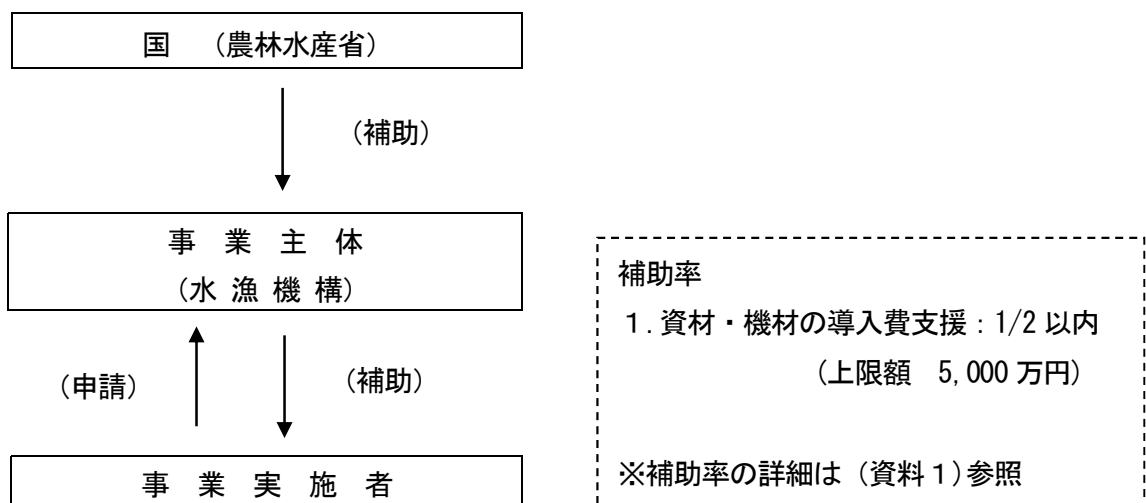 国 (農林水産省)
(補助)
事 業 主 体
(水 漁 機 構)
(申請)
(補助)
事 業 実 施 者
補助率
1.資材・機材の導入費支援:1/2 以内
(上限額 5,000 万円)
※補助率の詳細は(資料1)参照